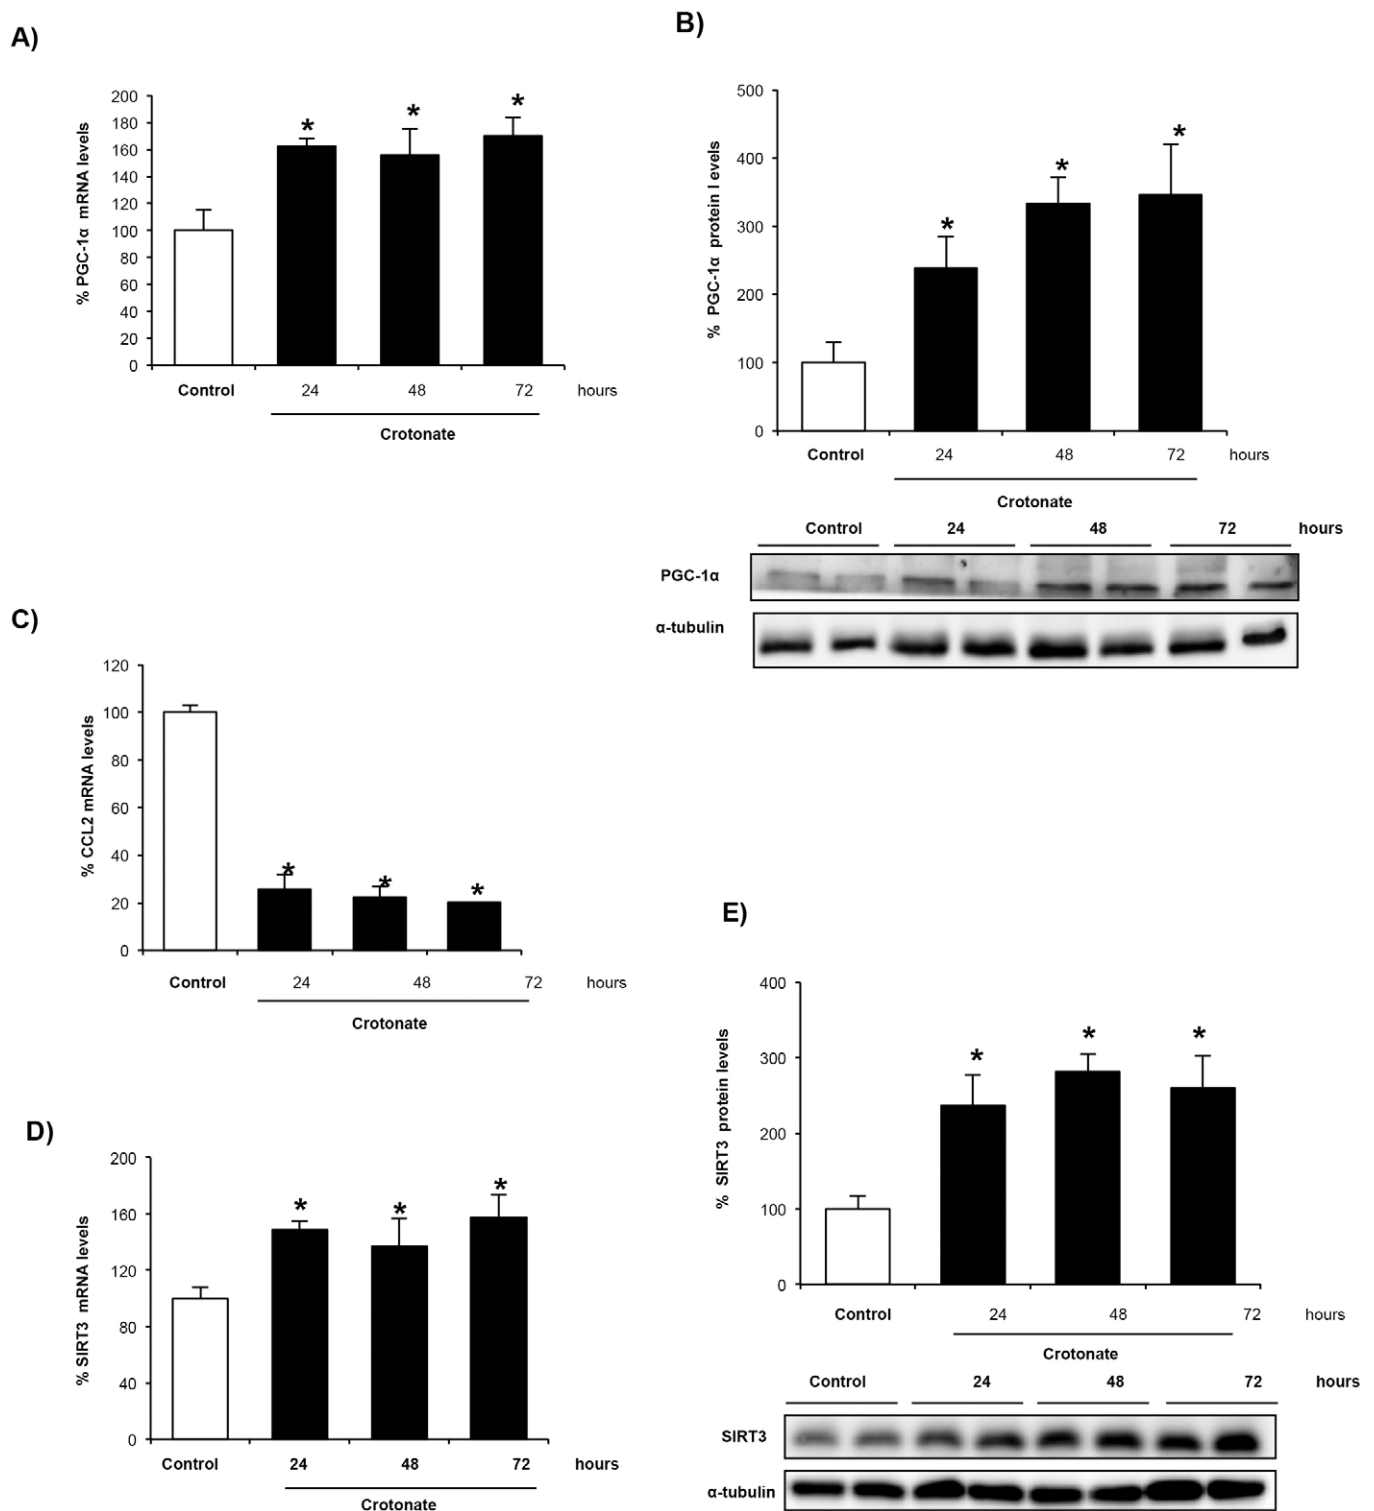 A)
% PGC-1α mRNA levels
200
180
160
140
120
100
80
60
40
20
0
*
*
*
Control 24 48 72 hours
Crotonate
B)
% PGC-1α protein l evels
500
400
300
200
100
0
*
*
*
Control 24 48 72 hours
Crotonate
Control 24 48 72 hours
PGC-1α
α-tubulin
C)
% CCL2 mRNA levels
120
100
80
60
40
20
0
*
*
*
Control 24 48 72 hours
Crotonate
D)
% SIRT3 mRNA levels
200
160
120
80
40
0
*
*
*
Control 24 48 72 hours
Crotonate
E)
% SIRT3 protein levels
400
300
200
100
0
*
*
*
Control 24 48 72 hours
Crotonate
Control 24 48 72 hours
SIRT3
α-tubulin